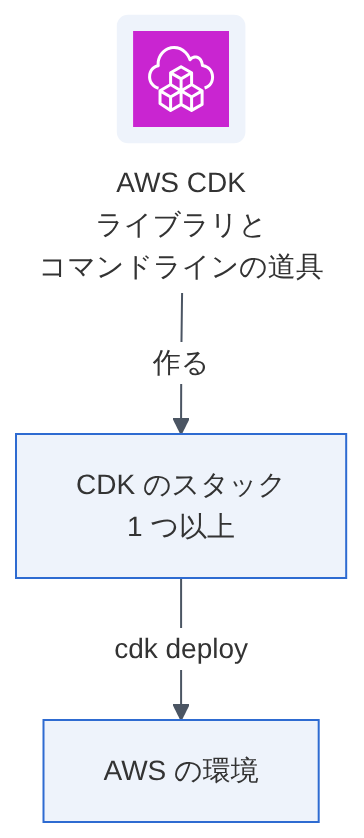 AWS CDK
ライブラリと
コマンドラインの道具
作る
CDK のスタック
1 つ以上
cdk deploy
AWS の環境